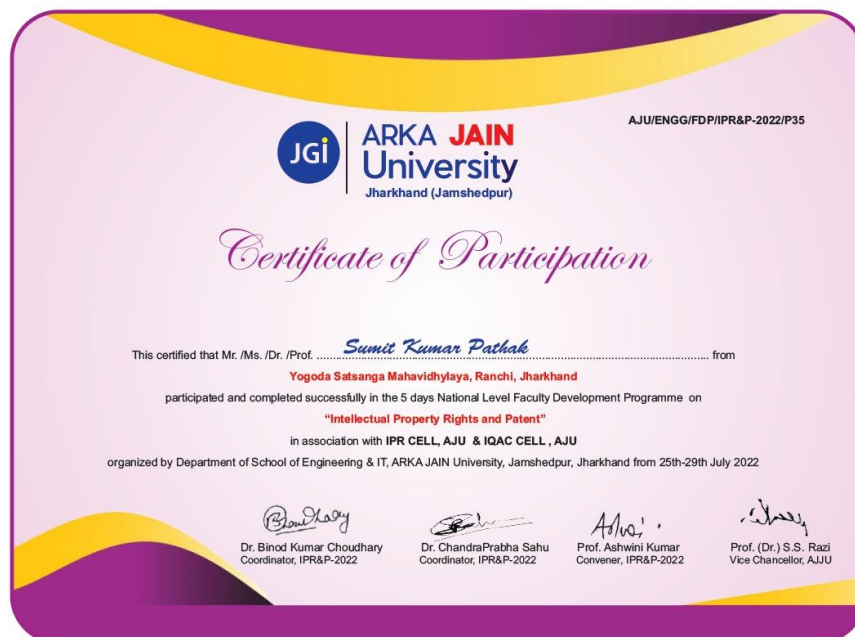 AJU/ENGG/FDP/IPR&P-2022/P35
JGi
ARKA JAIN
University
Jharkhand (Jamshedpur)
Certificate of Participation
This certified that Mr. /Ms. /Dr. /Prof. Sumit Kumar Pathak from
Yogoda Satsanga Mahavidhylaya, Ranchi, Jharkhand
participated and completed successfully in the 5 days National Level Faculty Development Programme on
“Intellectual Property Rights and Patent”
in association with IPR CELL, AJU & IQAC CELL , AJU
organized by Department of School of Engineering & IT, ARKA JAIN University, Jamshedpur, Jharkhand from 25th-29th July 2022
Dr. Binod Kumar Choudhary
Coordinator, IPR&P-2022
Dr. ChandraPrabha Sahu
Coordinator, IPR&P-2022
Prof. Ashwini Kumar
Convener, IPR&P-2022
Prof. (Dr.) S.S. Razi
Vice Chancellor, AJJU